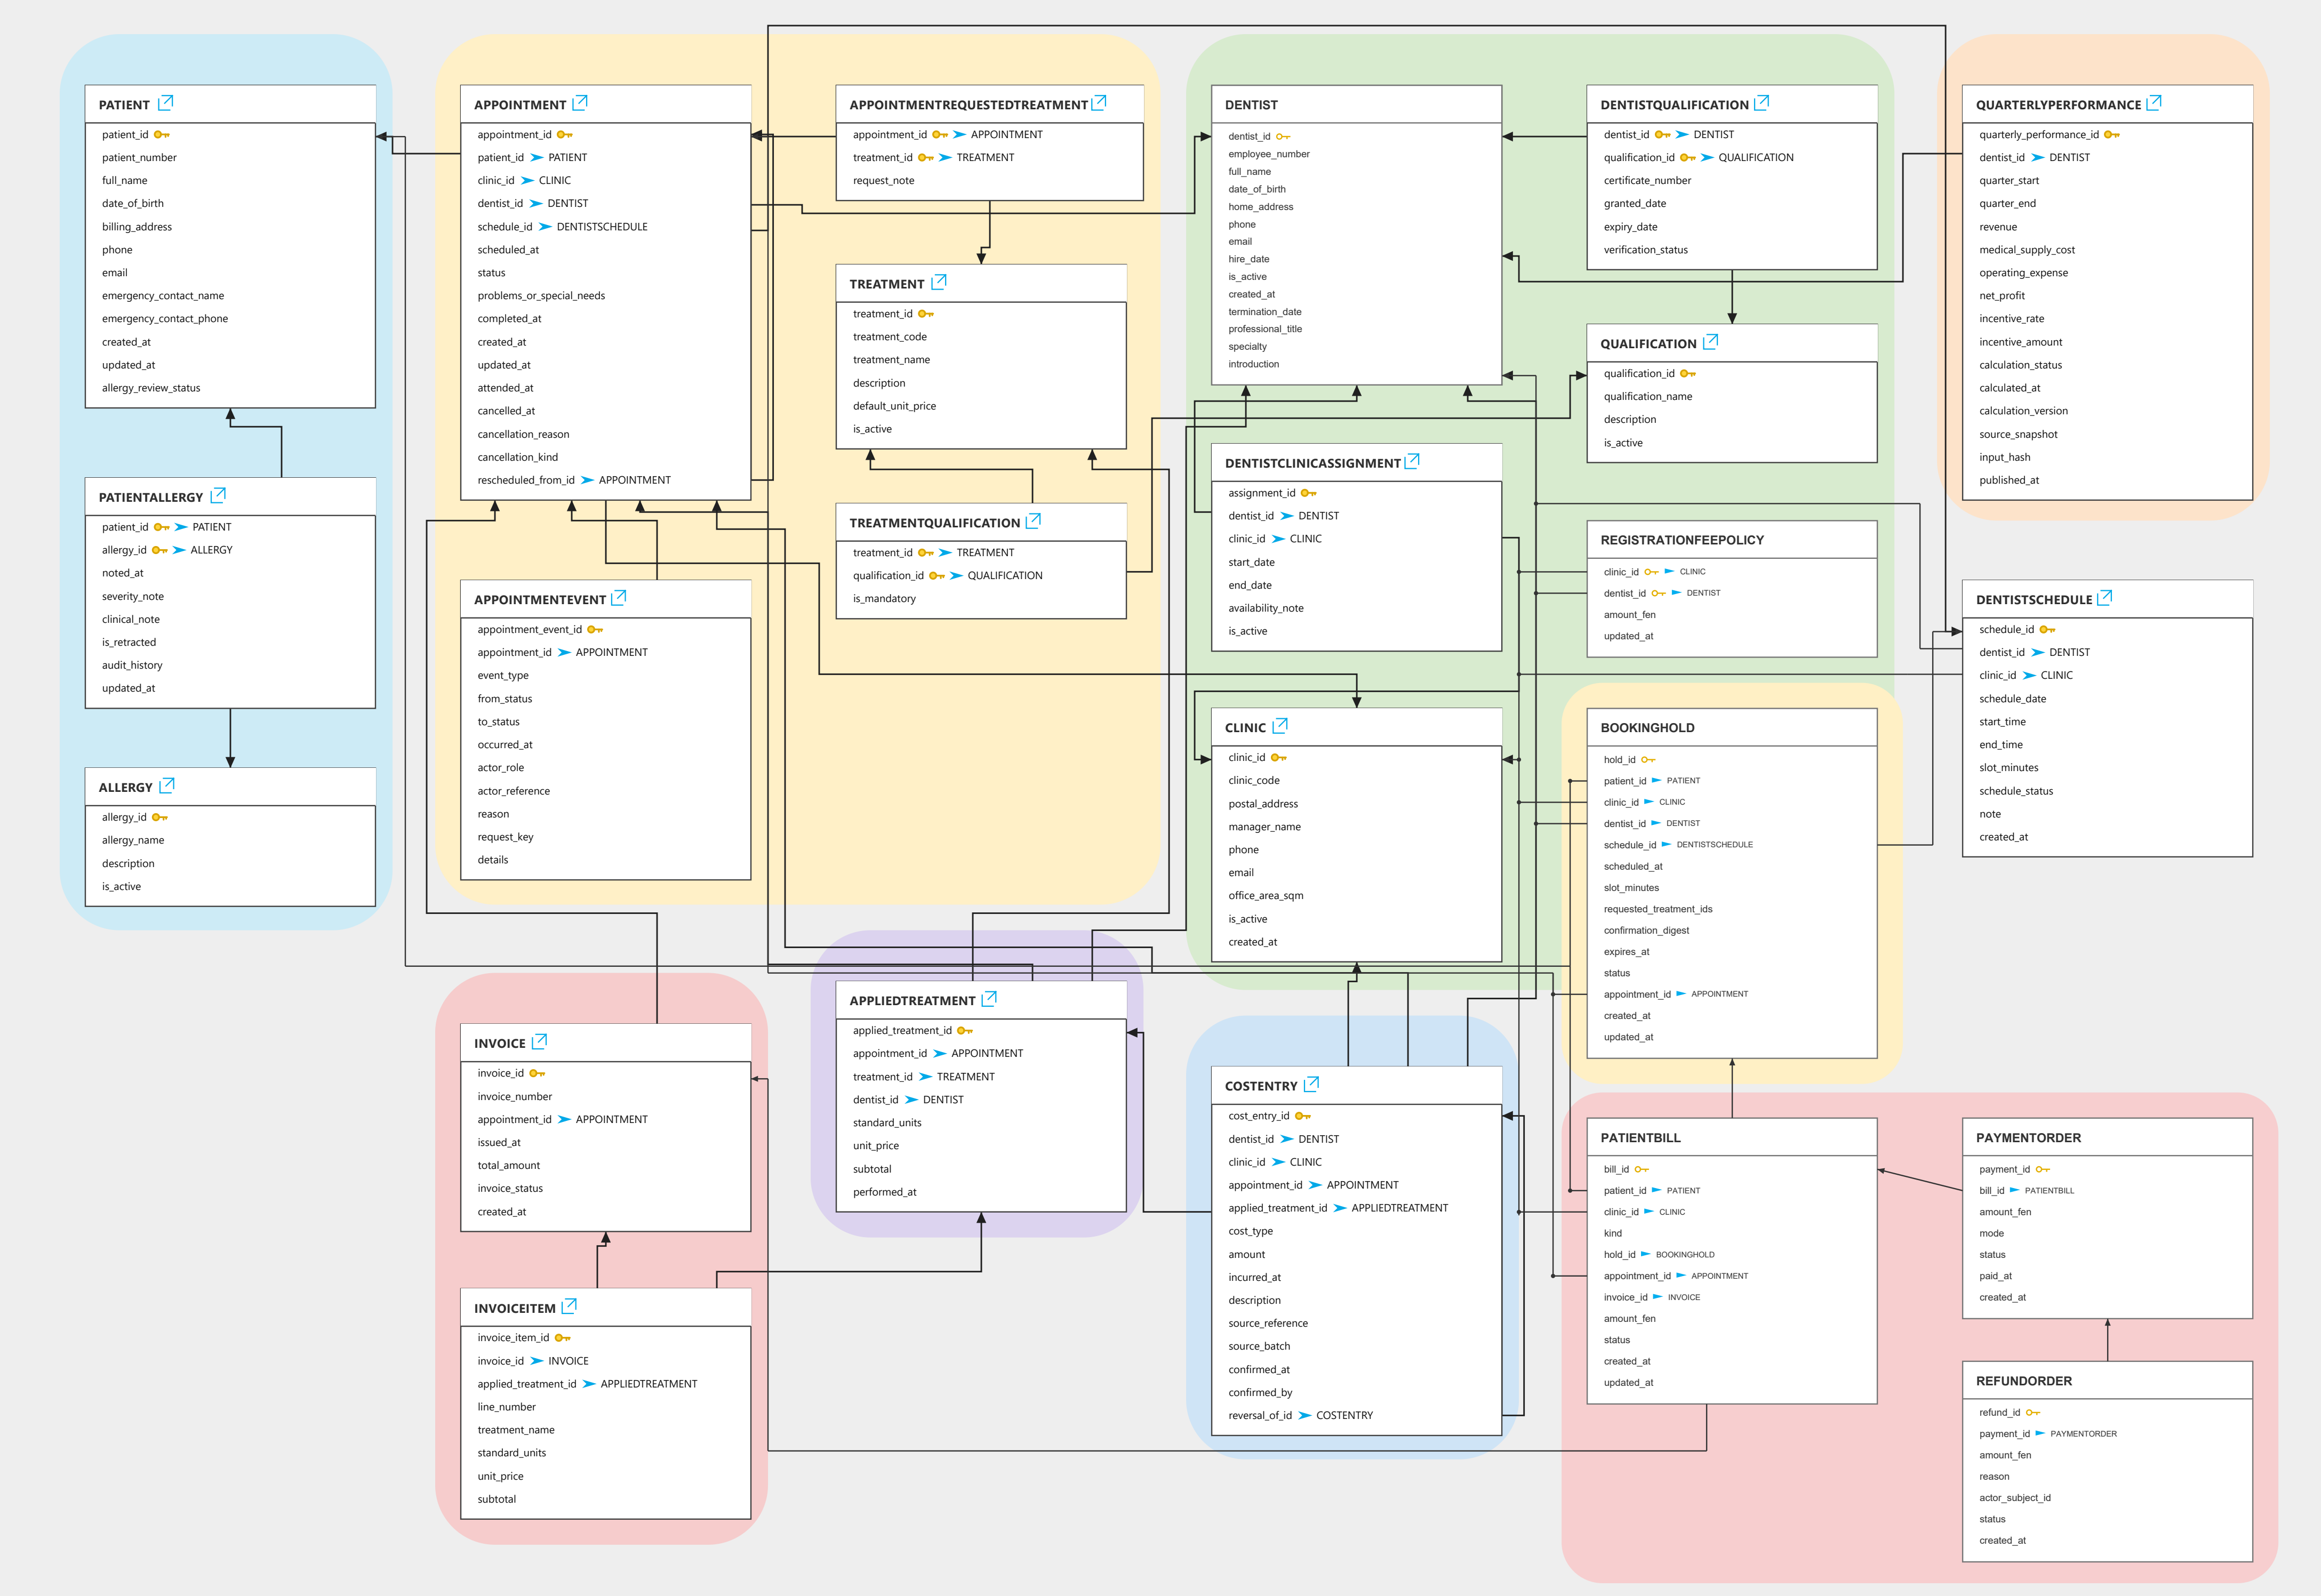 PATIENT
patient_id
patient_number
full_name
date_of_birth
billing_address
phone
email
emergency_contact_name
emergency_contact_phone
created_at
updated_at
allergy_review_status
PATIENTALLERGY
patient_id PATIENT
allergy_id ALLERGY
noted_at
severity_note
clinical_note
is_retracted
audit_history
updated_at
ALLERGY
allergy_id
allergy_name
description
is_active
APPOINTMENT
appointment_id
patient_id PATIENT
clinic_id CLINIC
dentist_id DENTIST
schedule_id DENTISTSCHEDULE
scheduled_at
status
problems_or_special_needs
completed_at
created_at
updated_at
attended_at
cancelled_at
cancellation_reason
cancellation_kind
rescheduled_from_id APPOINTMENT
APPOINTMENTEVENT
appointment_event_id
appointment_id APPOINTMENT
event_type
from_status
to_status
occurred_at
actor_role
actor_reference
reason
request_key
details
INVOICE
invoice_id
invoice_number
appointment_id APPOINTMENT
issued_at
total_amount
invoice_status
created_at
INVOICEITEM
invoice_item_id
invoice_id INVOICE
applied_treatment_id APPLIEDTREATMENT
line_number
treatment_name
standard_units
unit_price
subtotal
APPOINTMENTREQUESTEDTREATMENT
appointment_id APPOINTMENT
treatment_id TREATMENT
request_note
TREATMENT
treatment_id
treatment_code
treatment_name
description
default_unit_price
is_active
TREATMENTQUALIFICATION
treatment_id TREATMENT
qualification_id QUALIFICATION
is_mandatory
APPLIEDTREATMENT
applied_treatment_id
appointment_id APPOINTMENT
treatment_id TREATMENT
dentist_id DENTIST
standard_units
unit_price
subtotal
performed_at
DENTIST
dentist_id
employee_number
full_name
date_of_birth
home_address
phone
email
hire_date
is_active
created_at
termination_date
professional_title
specialty
introduction
DENTISTCLINICASSIGNMENT
assignment_id
dentist_id DENTIST
clinic_id CLINIC
start_date
end_date
availability_note
is_active
CLINIC
clinic_id
clinic_code
postal_address
manager_name
phone
email
office_area_sqm
is_active
created_at
COSTENTRY
cost_entry_id
dentist_id DENTIST
clinic_id CLINIC
appointment_id APPOINTMENT
applied_treatment_id APPLIEDTREATMENT
cost_type
amount
incurred_at
description
source_reference
source_batch
confirmed_at
confirmed_by
reversal_of_id COSTENTRY
DENTISTQUALIFICATION
dentist_id DENTIST
qualification_id QUALIFICATION
certificate_number
granted_date
expiry_date
verification_status
QUALIFICATION
qualification_id
qualification_name
description
is_active
REGISTRATIONFEEPOLICY
clinic_id CLINIC
dentist_id DENTIST
amount_fen
updated_at
BOOKINGHOLD
hold_id
patient_id PATIENT
clinic_id CLINIC
dentist_id DENTIST
schedule_id DENTISTSCHEDULE
scheduled_at
slot_minutes
requested_treatment_ids
confirmation_digest
expires_at
status
appointment_id APPOINTMENT
created_at
updated_at
PATIENTBILL
bill_id
patient_id PATIENT
clinic_id CLINIC
kind
hold_id BOOKINGHOLD
appointment_id APPOINTMENT
invoice_id INVOICE
amount_fen
status
created_at
updated_at
QUARTERLYPERFORMANCE
quarterly_performance_id
dentist_id DENTIST
quarter_start
quarter_end
revenue
medical_supply_cost
operating_expense
net_profit
incentive_rate
incentive_amount
calculation_status
calculated_at
calculation_version
source_snapshot
input_hash
published_at
DENTISTSCHEDULE
schedule_id
dentist_id DENTIST
clinic_id CLINIC
schedule_date
start_time
end_time
slot_minutes
schedule_status
note
created_at
PAYMENTORDER
payment_id
bill_id PATIENTBILL
amount_fen
mode
status
paid_at
created_at
REFUNDORDER
refund_id
payment_id PAYMENTORDER
amount_fen
reason
actor_subject_id
status
created_at